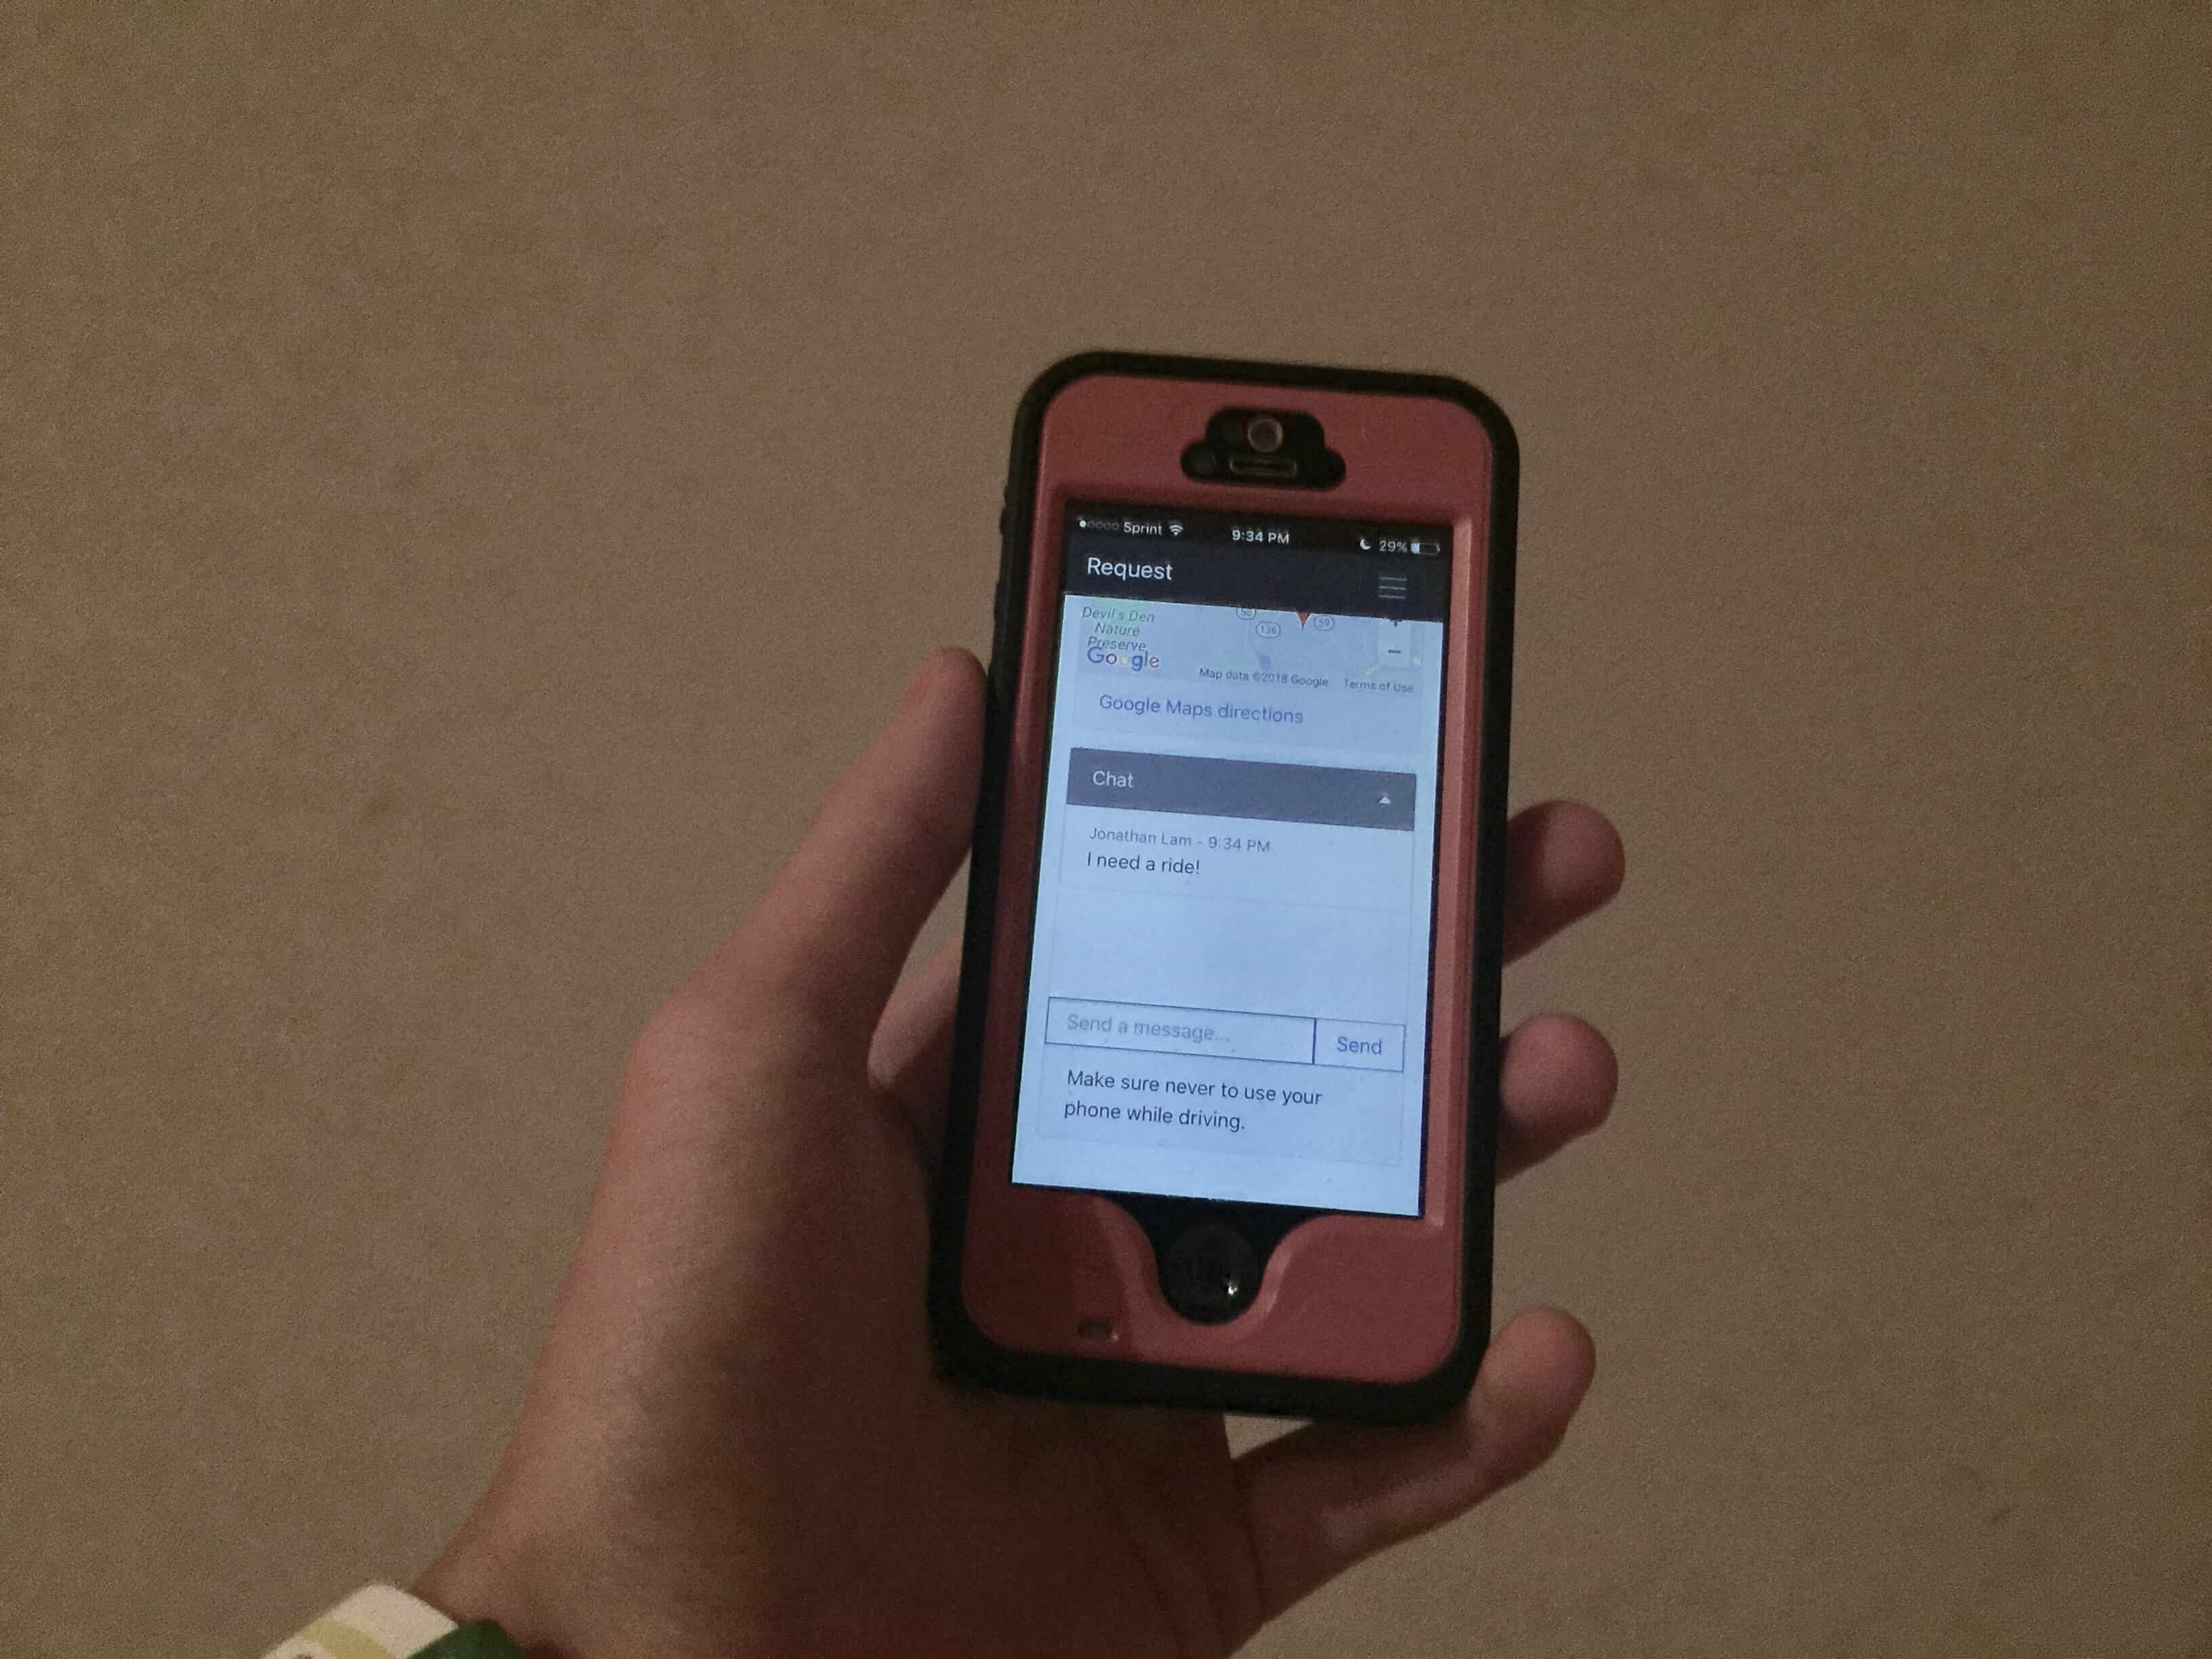 Sprint 9:34 PM 29%
Request
Devil's Den
Nature
Preserve
136 59
Google
Map data ©2018 Google Terms of Use
Google Maps directions
Chat
Jonathan Lam - 9:34 PM
I need a ride!
Send a message... Send
Make sure never to use your
phone while driving.